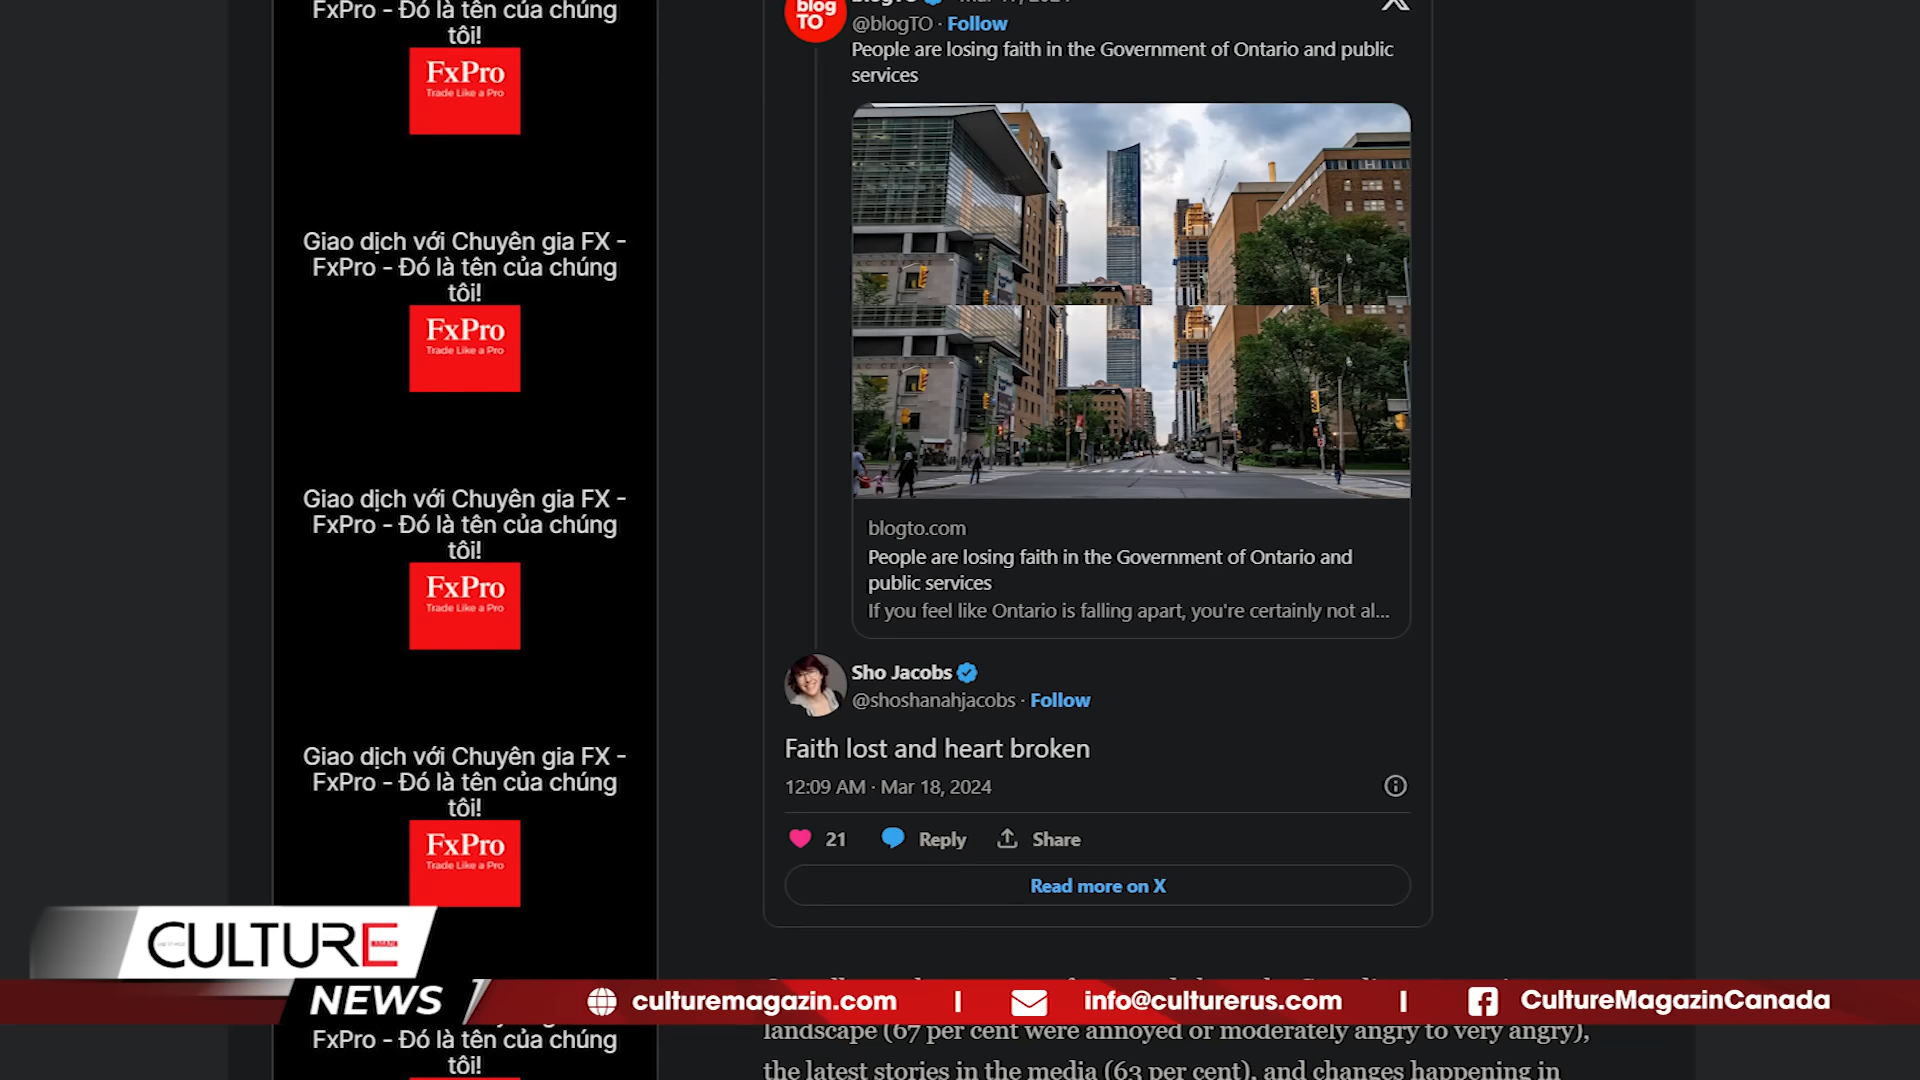 FxPro - Đó là tên của chúng
tôi!
FxPro
Trade Like a Pro
Giao dịch với Chuyên gia FX -
FxPro - Đó là tên của chúng
tôi!
FxPro
Trade Like a Pro
Giao dịch với Chuyên gia FX -
FxPro - Đó là tên của chúng
tôi!
FxPro
Trade Like a Pro
Giao dịch với Chuyên gia FX -
FxPro - Đó là tên của chúng
tôi!
FxPro
Trade Like a Pro
FxPro - Đó là tên của chúng
tôi!
blog
TO
@blogTO · Follow
People are losing faith in the Government of Ontario and public
services
blogto.com
People are losing faith in the Government of Ontario and
public services
If you feel like Ontario is falling apart, you're certainly not al...
Sho Jacobs
@shoshanahjacobs · Follow
Faith lost and heart broken
12:09 AM · Mar 18, 2024
21 Reply Share
Read more on X
landscape (67 per cent were annoyed or moderately angry to very angry),
the latest stories in the media (63 per cent), and changes happening in
CULTURE
MAGAZIN
NEWS
culturemagazin.com | info@culturerus.com | CultureMagazinCanada